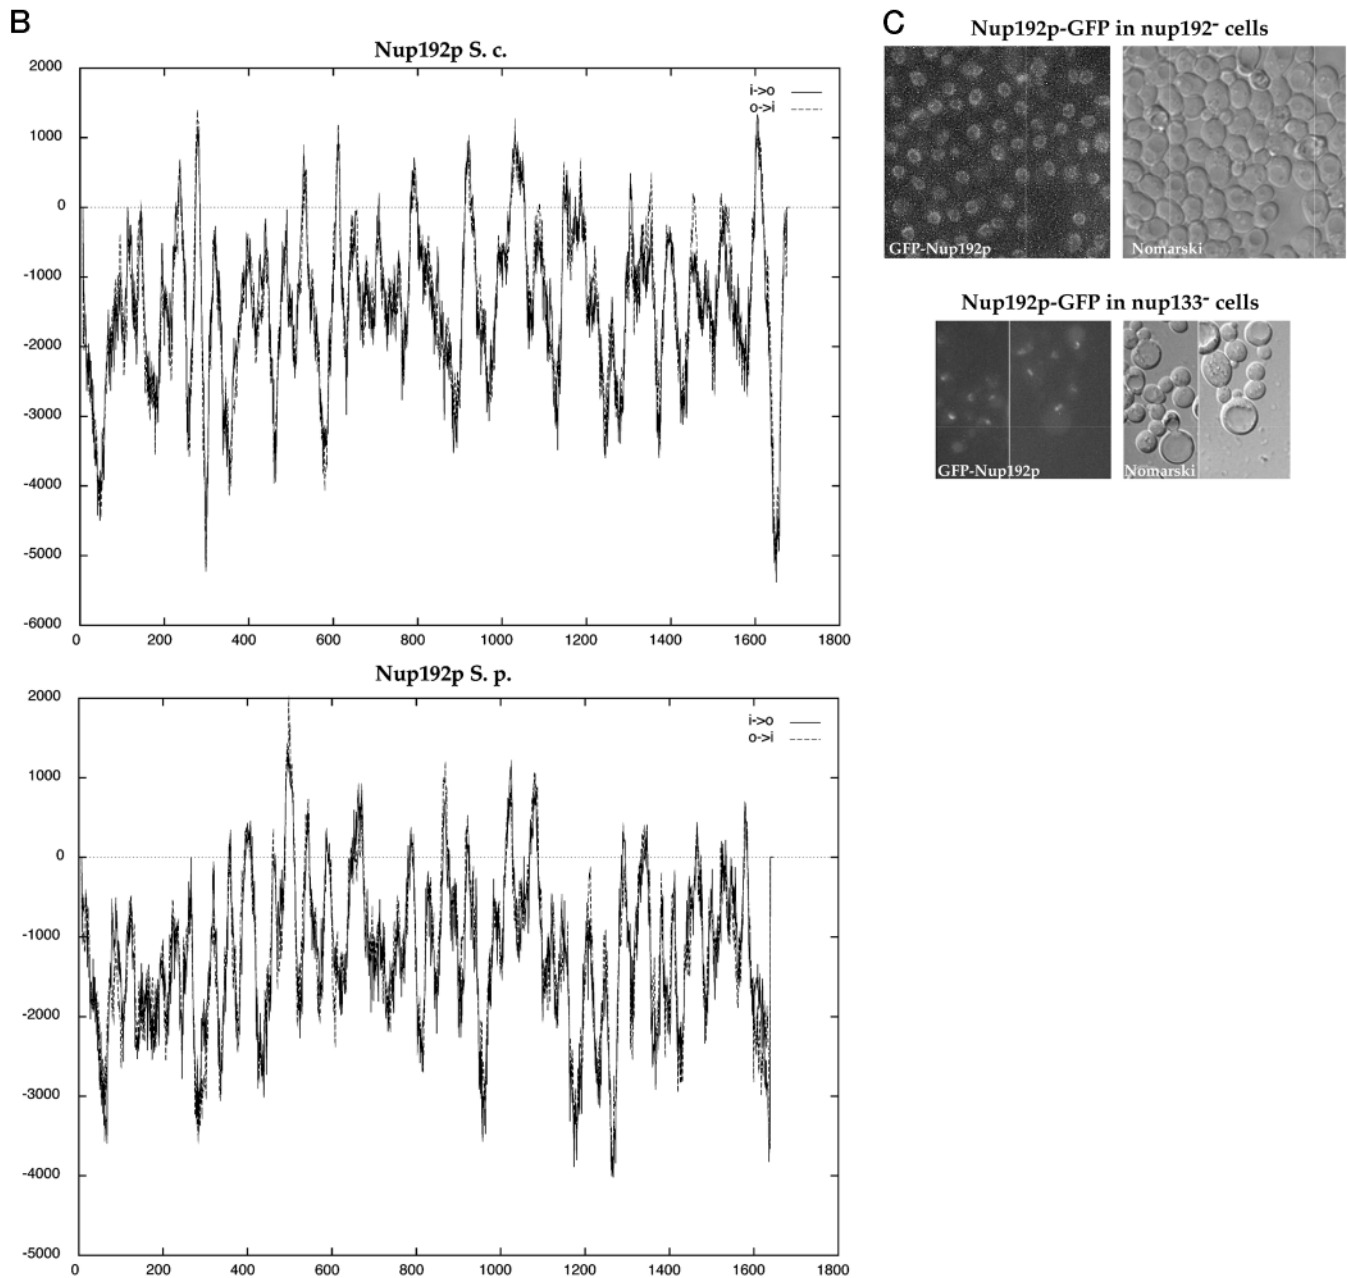 B
Nup192p S. c.
2000
1000
0
-1000
-2000
-3000
-4000
-5000
-6000
i->o
o->i
0 200 400 600 800 1000 1200 1400 1600 1800
Nup192p S. p.
2000
1000
0
-1000
-2000
-3000
-4000
-5000
i->o
o->i
0 200 400 600 800 1000 1200 1400 1600 1800
C
Nup192p-GFP in nup192- cells
GFP-Nup192p
Nomarski
Nup192p-GFP in nup133- cells
GFP-Nup192p
Nomarski